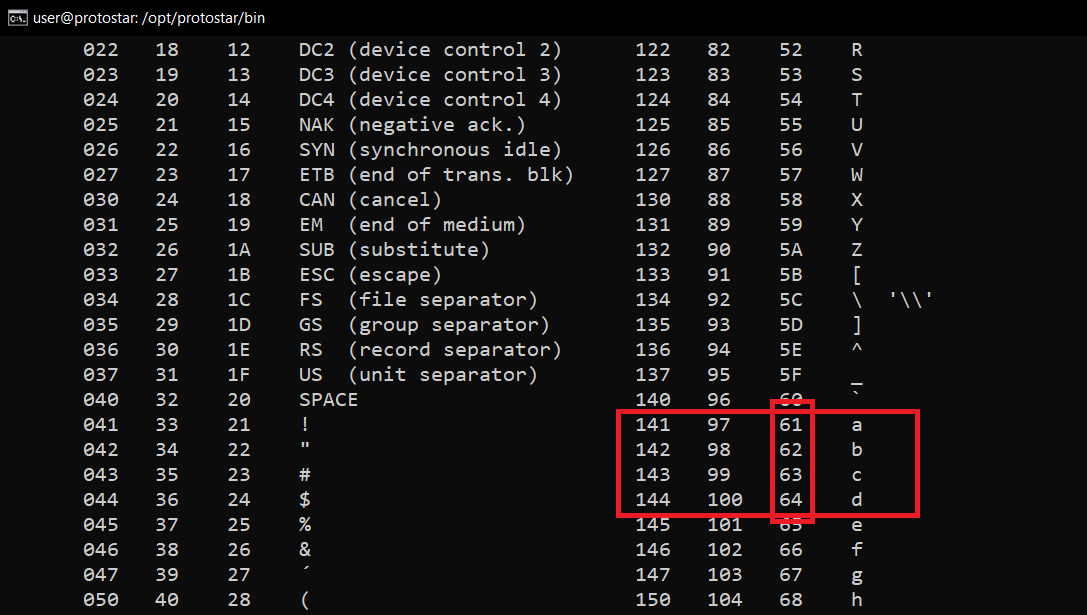 user@protostar: /opt/protostar/bin
022 18 12 DC2 (device control 2) 122 82 52 R
023 19 13 DC3 (device control 3) 123 83 53 S
024 20 14 DC4 (device control 4) 124 84 54 T
025 21 15 NAK (negative ack.) 125 85 55 U
026 22 16 SYN (synchronous idle) 126 86 56 V
027 23 17 ETB (end of trans. blk) 127 87 57 W
030 24 18 CAN (cancel) 130 88 58 X
031 25 19 EM (end of medium) 131 89 59 Y
032 26 1A SUB (substitute) 132 90 5A Z
033 27 1B ESC (escape) 133 91 5B [
034 28 1C FS (file separator) 134 92 5C \ '\\'
035 29 1D GS (group separator) 135 93 5D ]
036 30 1E RS (record separator) 136 94 5E ^
037 31 1F US (unit separator) 137 95 5F _
040 32 20 SPACE 140 96 60 `
041 33 21 ! 141 97 61 a
042 34 22 " 142 98 62 b
043 35 23 # 143 99 63 c
044 36 24 $ 144 100 64 d
045 37 25 % 145 101 65 e
046 38 26 & 146 102 66 f
047 39 27 ´ 147 103 67 g
050 40 28 ( 150 104 68 h